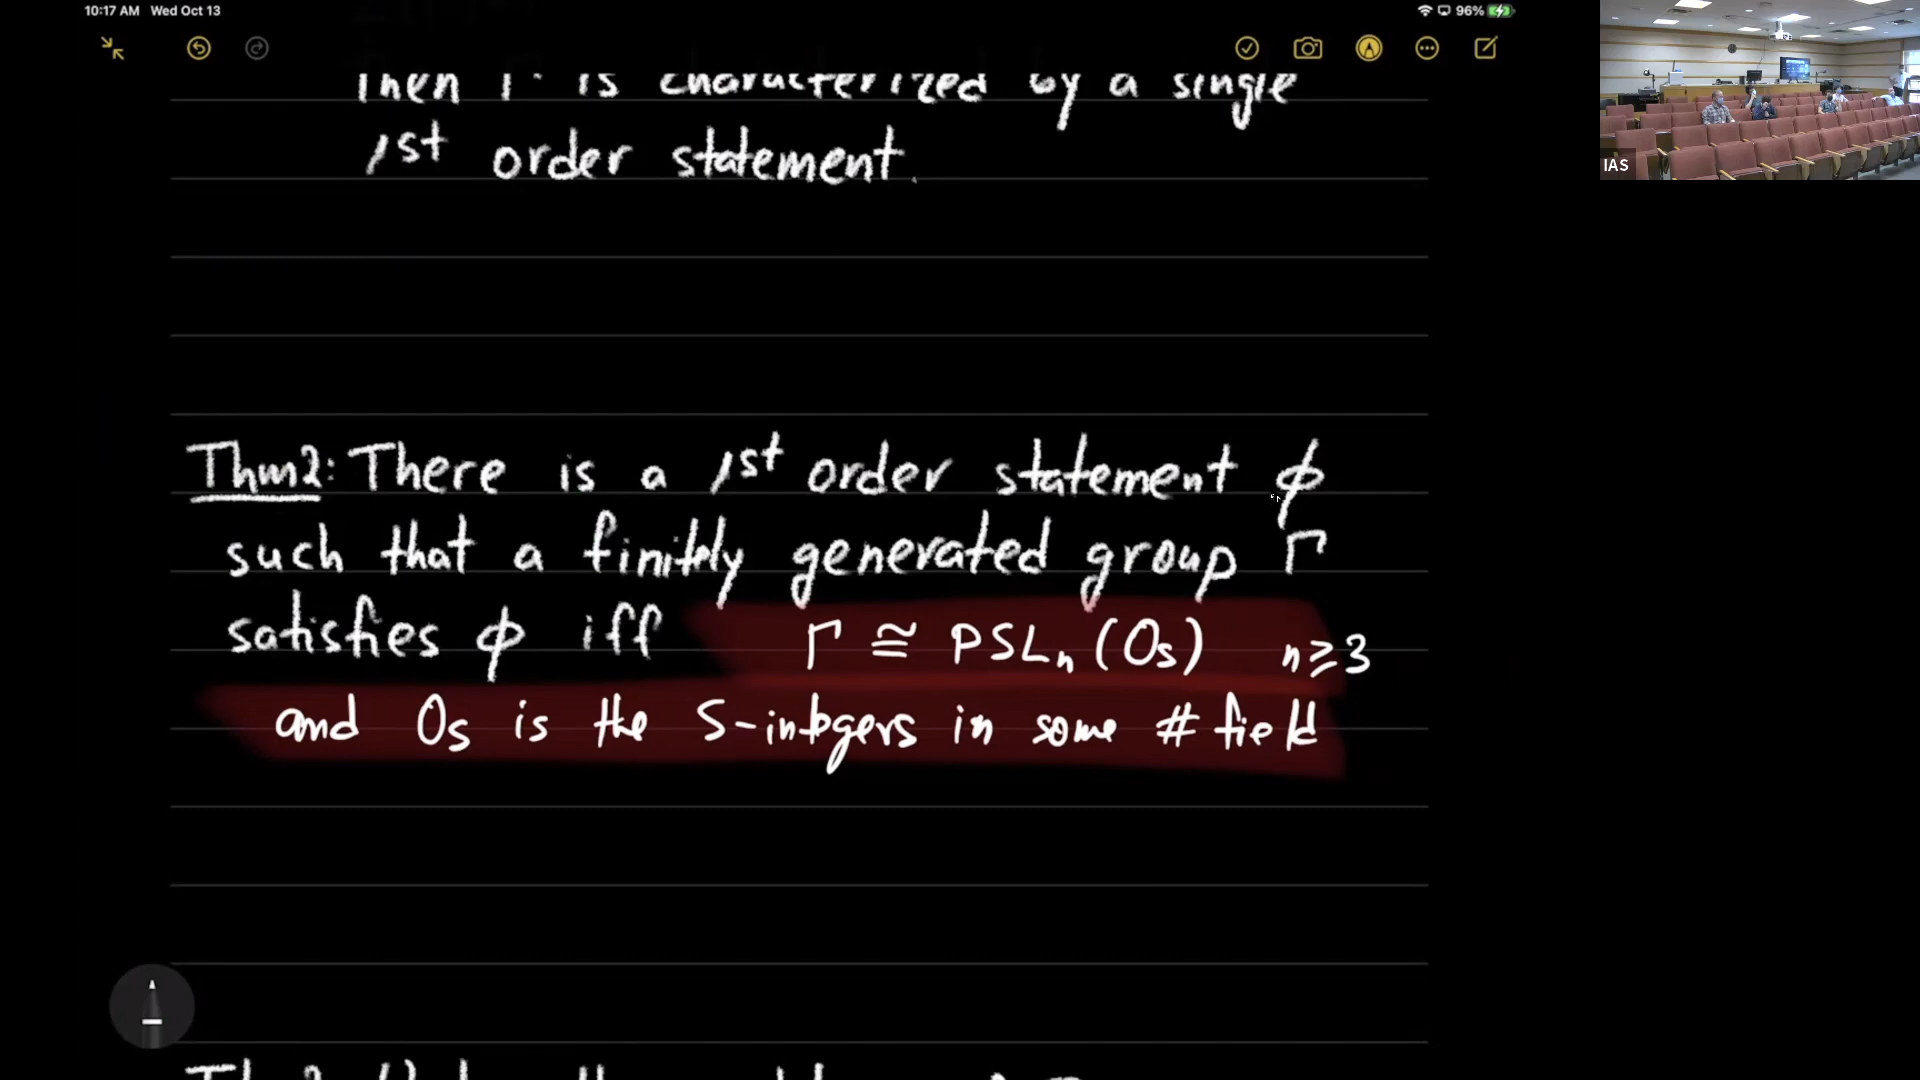 10:17 AM Wed Oct 13
96%
Then Γ is characterized by a single
1st order statement.
IAS
Thm2: There is a 1st order statement ϕ
such that a finitely generated group Γ
satisfies ϕ iff Γ ≅ PSLₙ(Os) n≥3
and Os is the S-integers in some # field